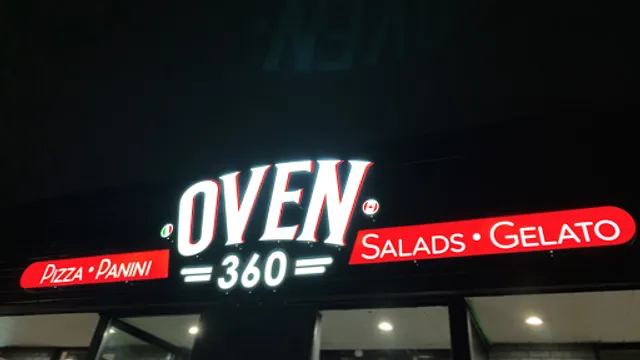 OVEN
360
PIZZA • PANINI
SALADS • GELATO